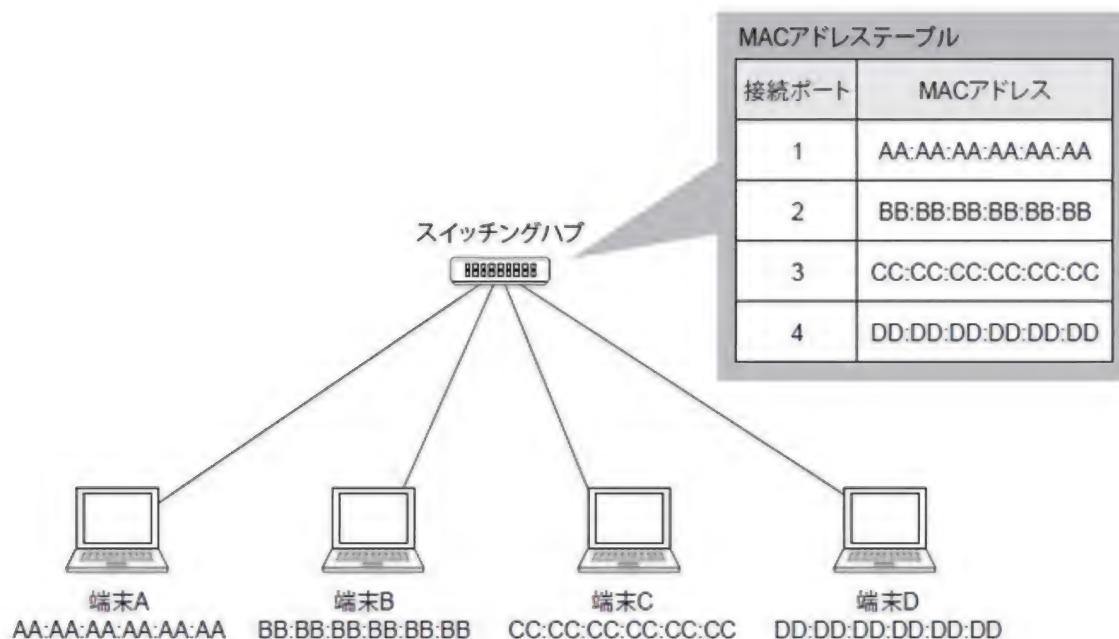 MACアドレステーブル
接続ポート MACアドレス
1 AA:AA:AA:AA:AA:AA
2 BB:BB:BB:BB:BB:BB
3 CC:CC:CC:CC:CC:CC
4 DD:DD:DD:DD:DD:DD
スイッチングハブ
端末A 端末B 端末C 端末D
AA:AA:AA:AA:AA:AA BB:BB:BB:BB:BB:BB CC:CC:CC:CC:CC:CC DD:DD:DD:DD:DD:DD